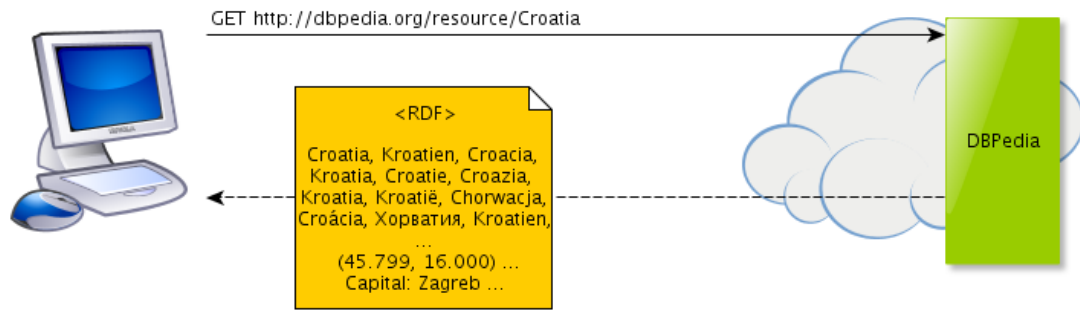 GET http://dbpedia.org/resource/Croatia
<RDF>
Croatia, Kroatien, Croacia,
Kroatia, Croatie, Croazia,
Kroatia, Kroatië, Chorwacja,
Croácia, Хорватия, Kroatien,
...
(45.799, 16.000) ...
Capital: Zagreb ...
DBPedia